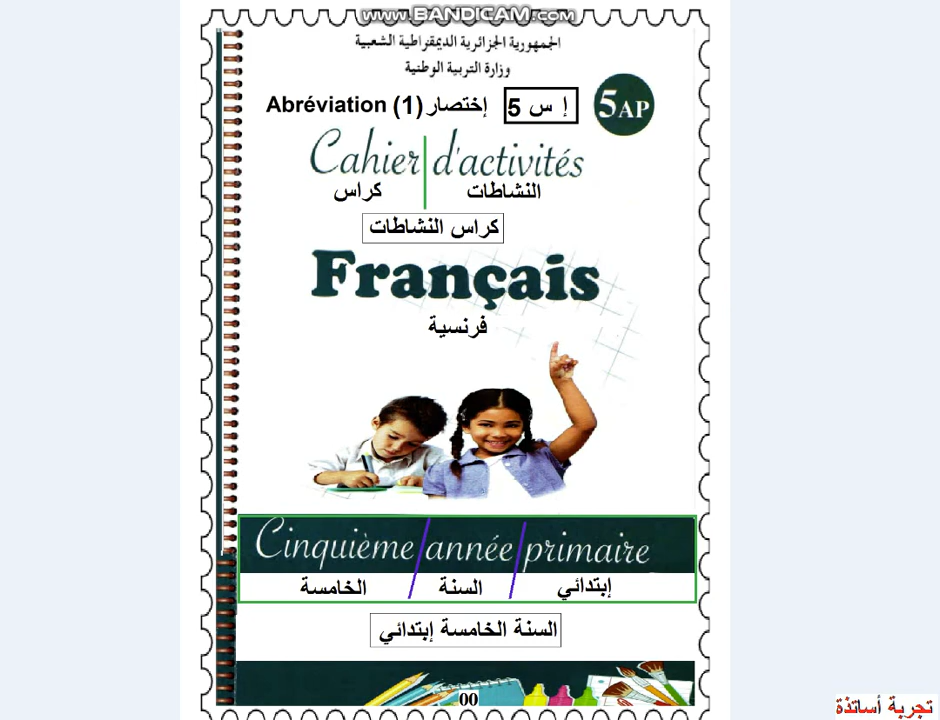 www.BANDICAM.com
الجمهورية الجزائرية الديمقراطية الشعبية
وزارة التربية الوطنية
Abréviation (1) إختصار
إ س 5
5AP
Cahier d'activités
كراس النشاطات
كراس النشاطات
Français
فرنسية
Cinquième année primaire
الخامسة السنة إبتدائي
السنة الخامسة إبتدائي
00
تجربة أساتذة